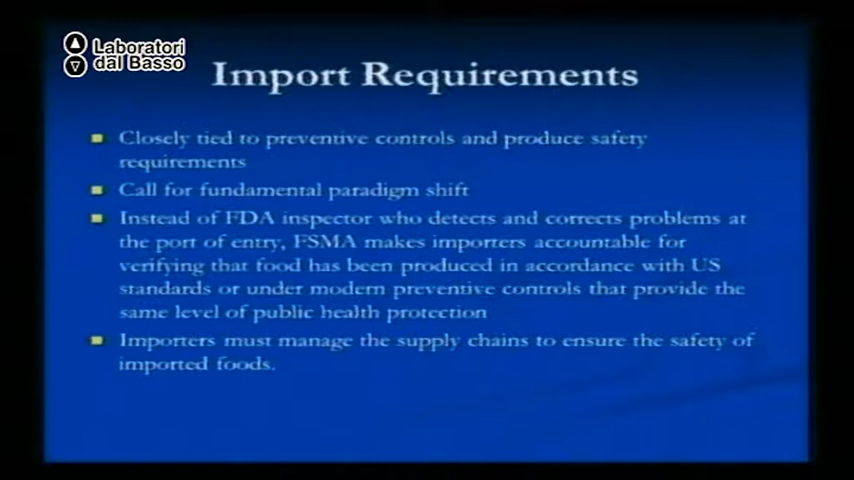 Laboratori
dal Basso
Import Requirements
Closely tied to preventive controls and produce safety
requirements
Call for fundamental paradigm shift
Instead of FDA inspector who detects and corrects problems at
the port of entry, FSMA makes importers accountable for
verifying that food has been produced in accordance with US
standards or under modern preventive controls that provide the
same level of public health protection
Importers must manage the supply chains to ensure the safety of
imported foods.